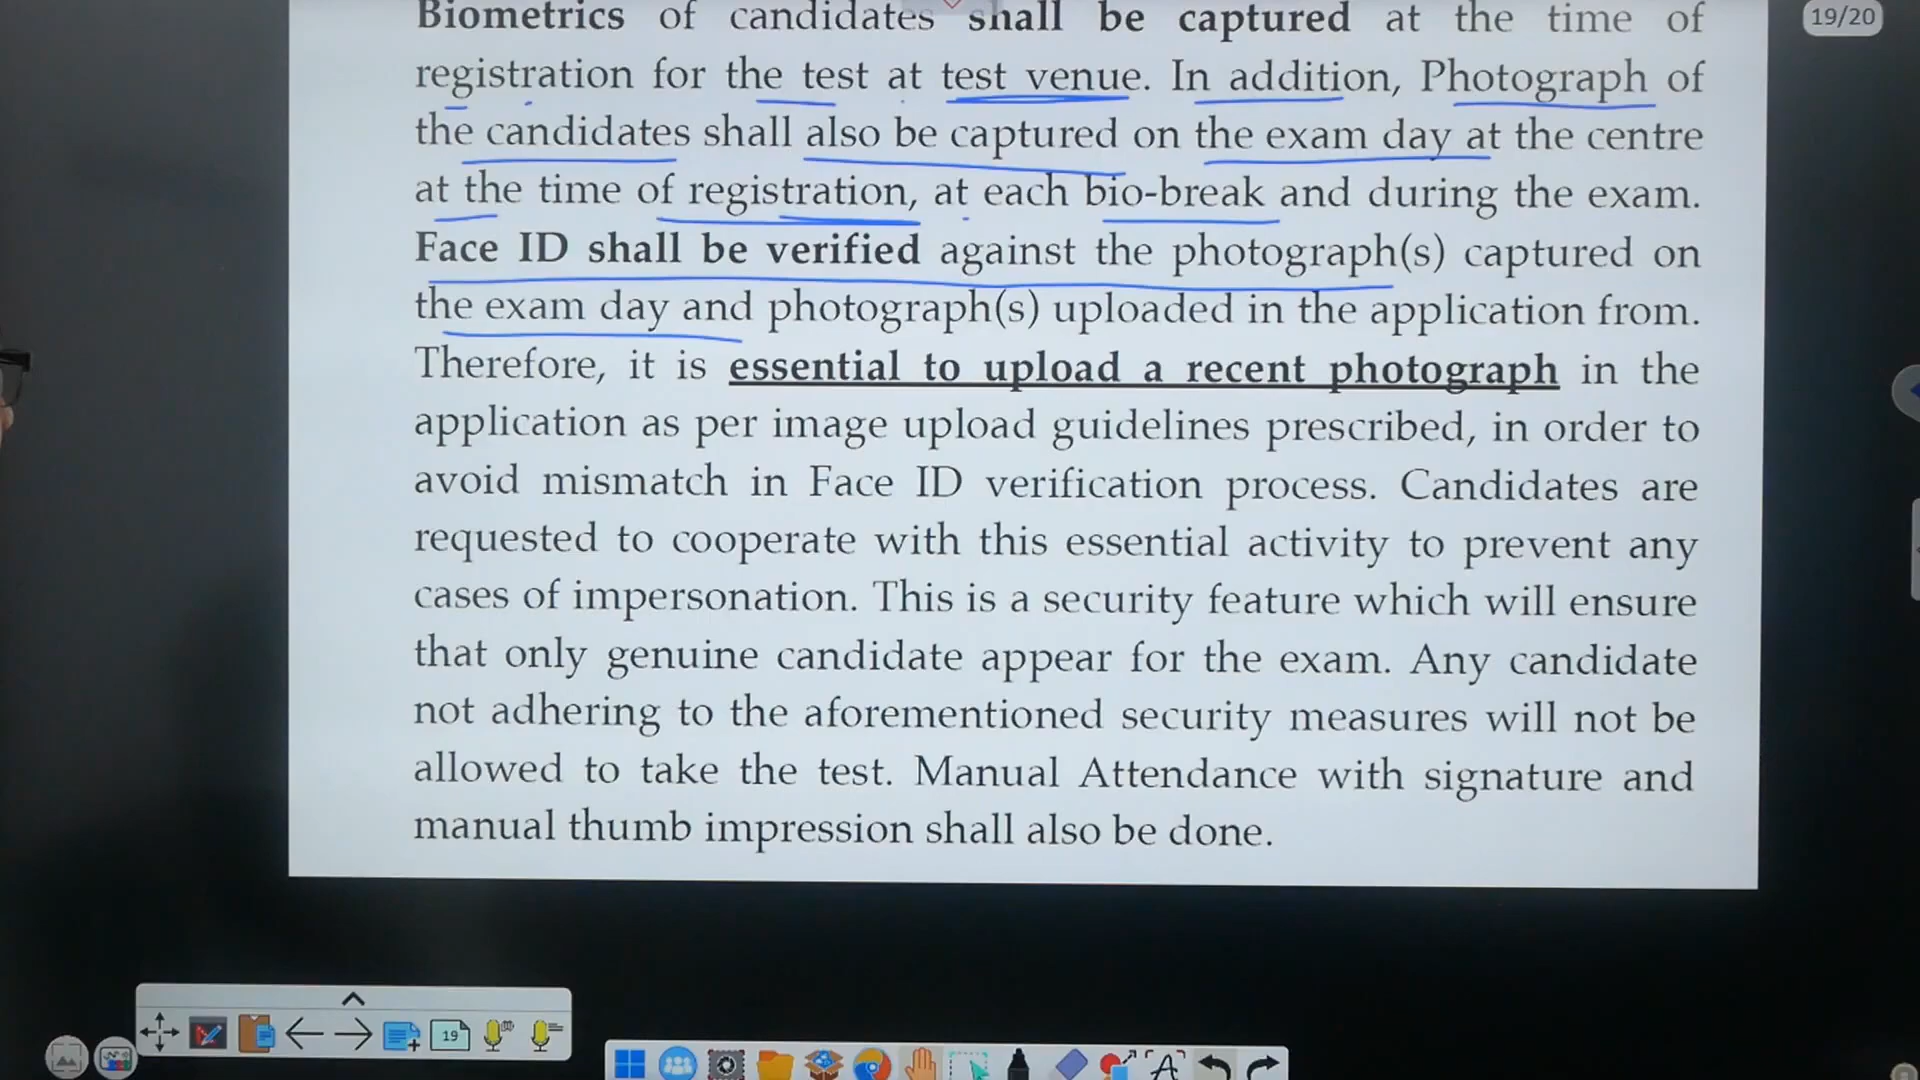 19/20
Biometrics of candidates shall be captured at the time of
registration for the test at test venue. In addition, Photograph of
the candidates shall also be captured on the exam day at the centre
at the time of registration, at each bio-break and during the exam.
Face ID shall be verified against the photograph(s) captured on
the exam day and photograph(s) uploaded in the application from.
Therefore, it is essential to upload a recent photograph in the
application as per image upload guidelines prescribed, in order to
avoid mismatch in Face ID verification process. Candidates are
requested to cooperate with this essential activity to prevent any
cases of impersonation. This is a security feature which will ensure
that only genuine candidate appear for the exam. Any candidate
not adhering to the aforementioned security measures will not be
allowed to take the test. Manual Attendance with signature and
manual thumb impression shall also be done.
19
A